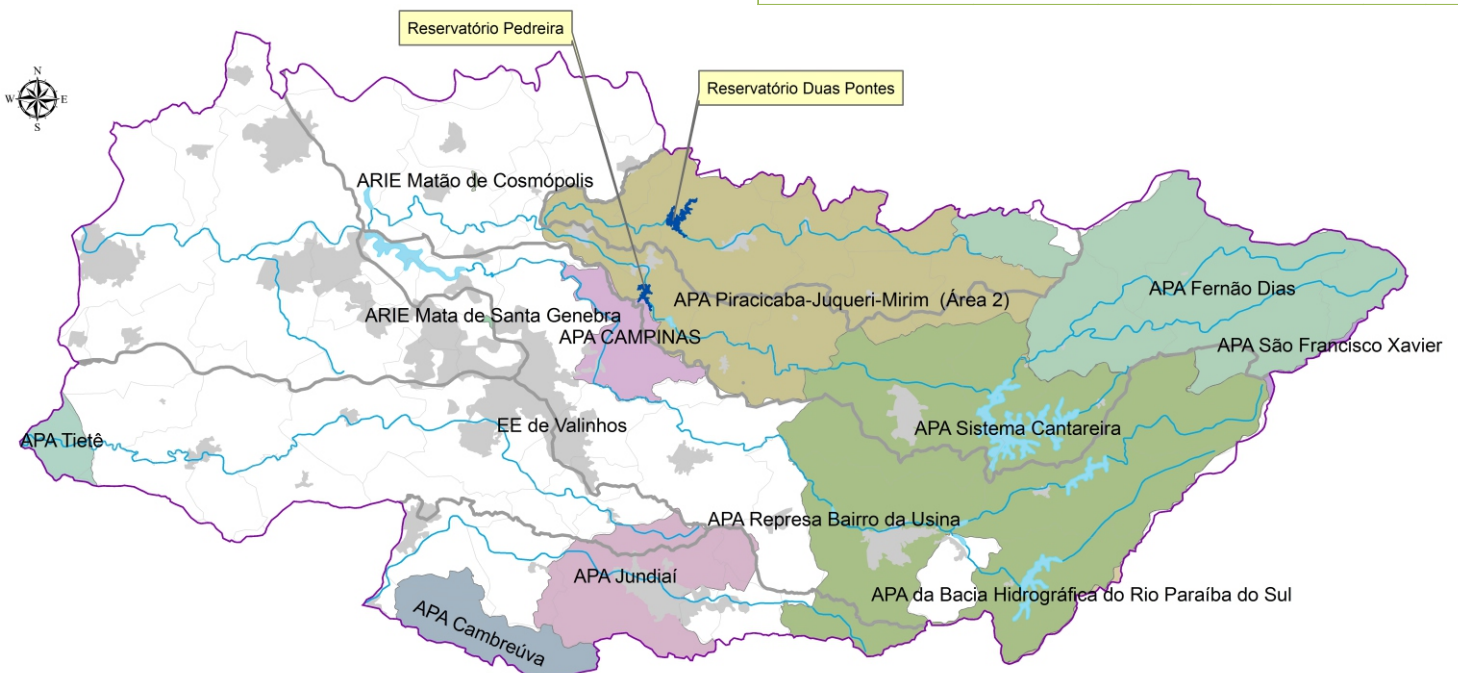 Reservatório Pedreira
Reservatório Duas Pontes
N
W
E
S
ARIE Matão de Cosmópolis
APA Fernão Dias
APA Piracicaba-Juqueri-Mirim (Área 2)
ARIE Mata de Santa Genebra
APA CAMPINAS
APA São Francisco Xavier
EE de Valinhos
APA Sistema Cantareira
APA Tietê
APA Represa Bairro da Usina
APA Jundiaí
APA da Bacia Hidrográfica do Rio Paraíba do Sul
APA Cambreúva